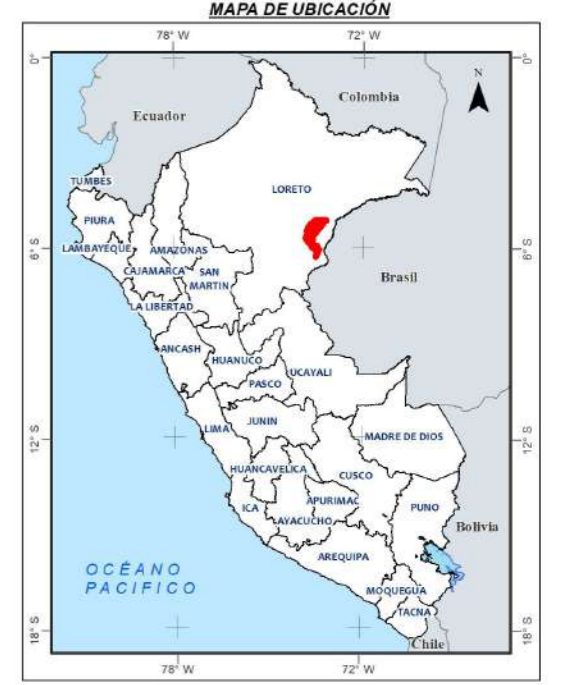 MAPA DE UBICACIÓN
78° W
72° W
0°
N
Colombia
Ecuador
TUMBES
LORETO
PIURA
LAMBAYEQUE
AMAZONAS
6° S
6° S
CAJAMARCA
SAN
MARTIN
Brasil
LA LIBERTAD
ANCASH
HUANUCO
UCAYALI
PASCO
JUNIN
LIMA
MADRE DE DIOS
12° S
12° S
HUANCAVELICA
CUSCO
ICA
APURIMAC
PUNO
AYACUCHO
Bolivia
AREQUIPA
OCÉANO
PACIFICO
MOQUEGUA
TACNA
18° S
18° S
Chile
78° W
72° W